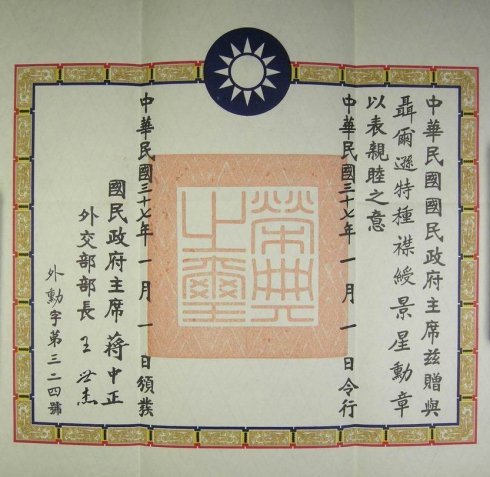 中華民國國民政府主席茲贈與
聶爾遜特種襟綬景星勳章
以表親睦之意
中華民國三十七年一月一日令行
榮典之璽
中華民國三十七年一月一日頒發
國民政府主席蔣中正
外交部部長王世杰
外勳字第三二四號